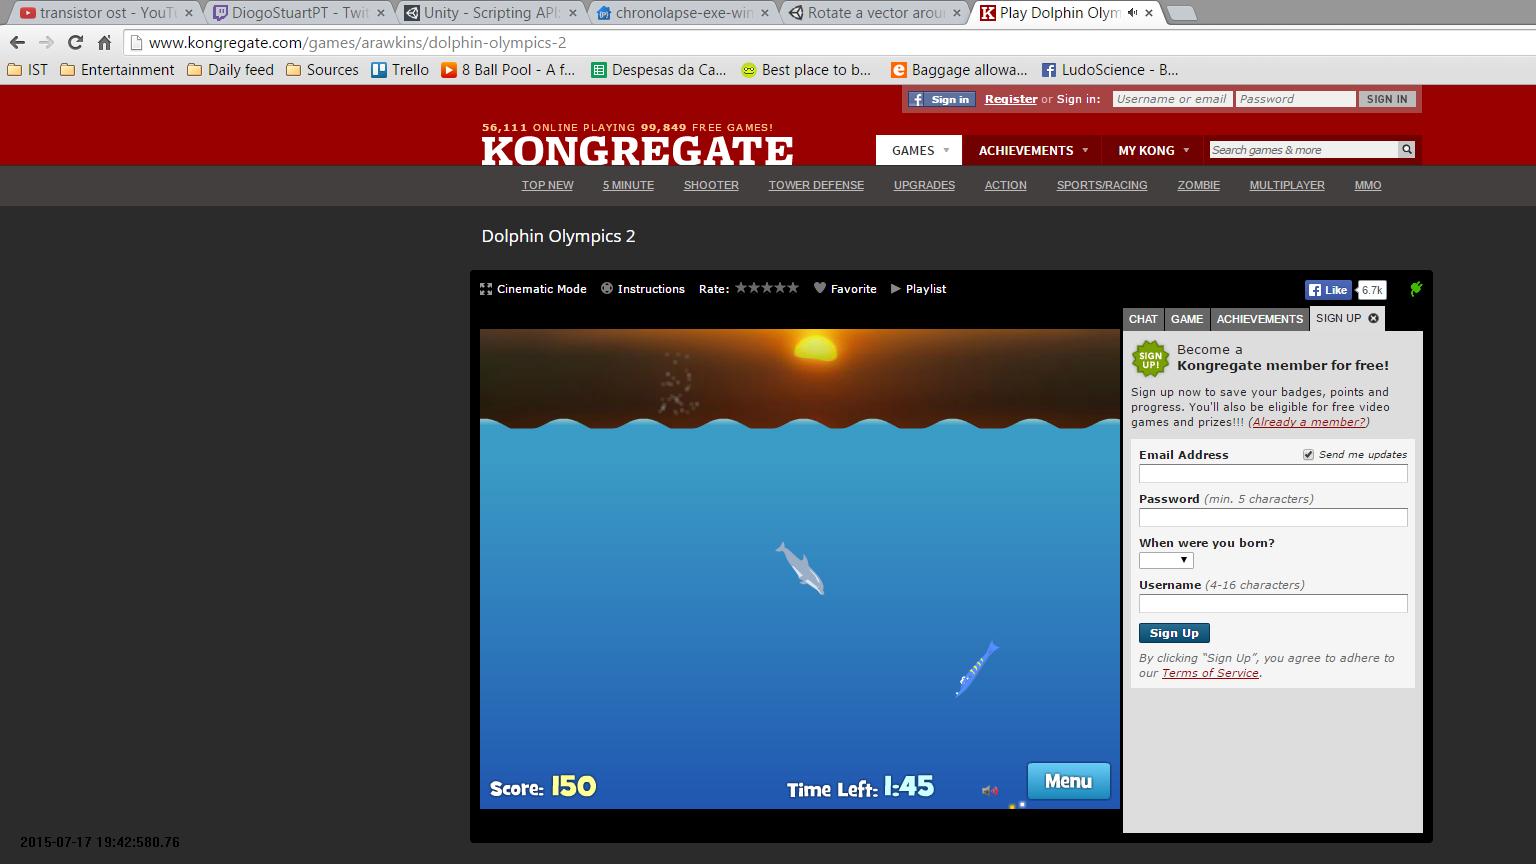 transistor ost - YouTu
DiogoStuartPT - Twit
Unity - Scripting API:
chronolapse-exe-win
Rotate a vector arou
Play Dolphin Olym
www.kongregate.com/games/arawkins/dolphin-olympics-2
IST Entertainment Daily feed Sources Trello 8 Ball Pool - A f... Despesas da Ca... Best place to b... Baggage allowa... LudoScience - B...
Sign in Register or Sign in: Username or email Password SIGN IN
56,111 ONLINE PLAYING 99,849 FREE GAMES!
KONGREGATE
GAMES ACHIEVEMENTS MY KONG Search games & more
TOP NEW 5 MINUTE SHOOTER TOWER DEFENSE UPGRADES ACTION SPORTS/RACING ZOMBIE MULTIPLAYER MMO
Dolphin Olympics 2
Cinematic Mode Instructions Rate: Favorite Playlist Like 6.7k
CHAT GAME ACHIEVEMENTS SIGN UP
SIGN UP!
Become a
Kongregate member for free!
Sign up now to save your badges, points and
progress. You'll also be eligible for free video
games and prizes!!! (Already a member?)
Email Address Send me updates
Password (min. 5 characters)
When were you born?
Username (4-16 characters)
Sign Up
By clicking "Sign Up", you agree to adhere to
our Terms of Service.
Score: 150 Time Left: 1:45 Menu
2015-07-17 19:42:580.76